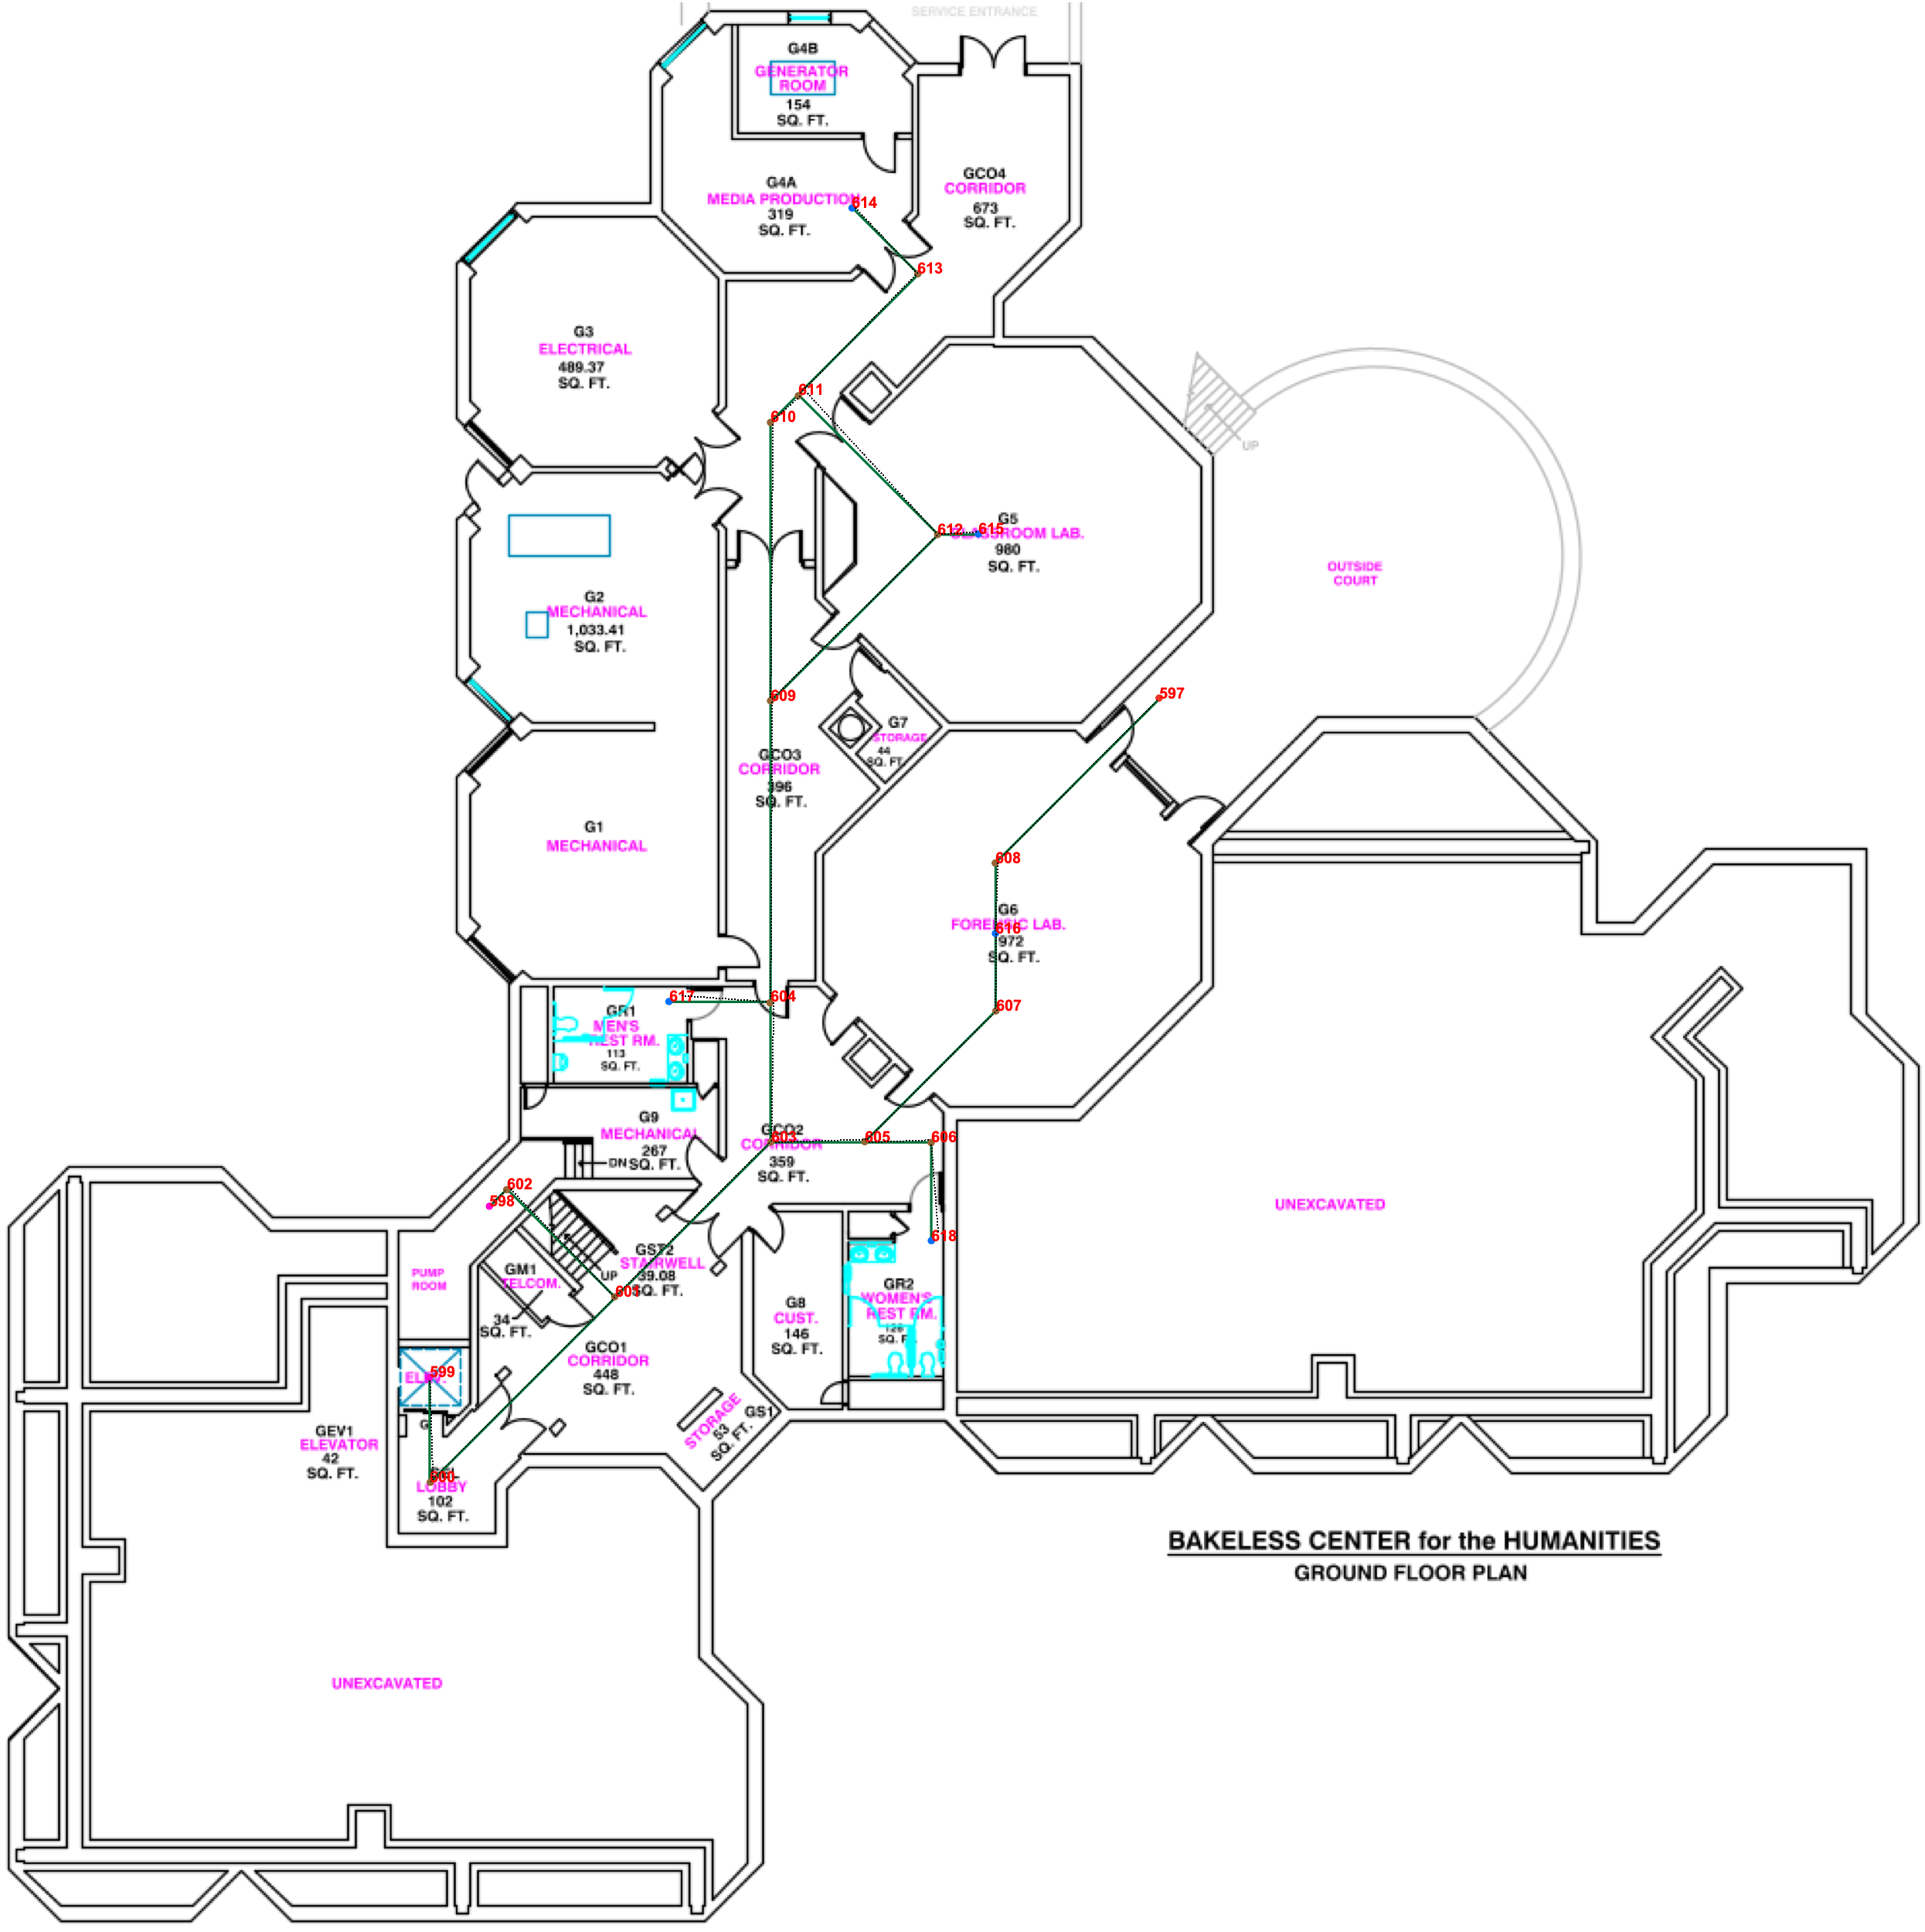 SERVICE ENTRANCE
G4B
GENERATOR
ROOM
154
SQ. FT.
G4A
MEDIA PRODUCTION
319
SQ. FT.
614
GCO4
CORRIDOR
673
SQ. FT.
613
G3
ELECTRICAL
489.37
SQ. FT.
611
610
UP
G5
612
615
CLASSROOM LAB.
980
SQ. FT.
OUTSIDE
COURT
G2
MECHANICAL
1,033.41
SQ. FT.
609
597
G7
STORAGE
44
SQ. FT.
GCO3
CORRIDOR
396
SQ. FT.
G1
MECHANICAL
608
G6
FORENSIC LAB.
616
972
SQ. FT.
617
604
607
GR1
MEN'S
REST RM.
113
SQ. FT.
G9
MECHANICAL
267
SQ. FT.
DN
GCO2
603
CORRIDOR
359
SQ. FT.
605
606
602
598
UNEXCAVATED
618
GST2
STAIRWELL
39.08
SQ. FT.
UP
601
PUMP
ROOM
GM1
TELCOM.
34
SQ. FT.
G8
CUST.
146
SQ. FT.
GR2
WOMEN'S
REST RM.
126
SQ. FT.
GCO1
CORRIDOR
448
SQ. FT.
599
ELEV.
G
GEV1
ELEVATOR
42
SQ. FT.
GS1
STORAGE
53
SQ. FT.
600
LOBBY
102
SQ. FT.
BAKELESS CENTER for the HUMANITIES
GROUND FLOOR PLAN
UNEXCAVATED